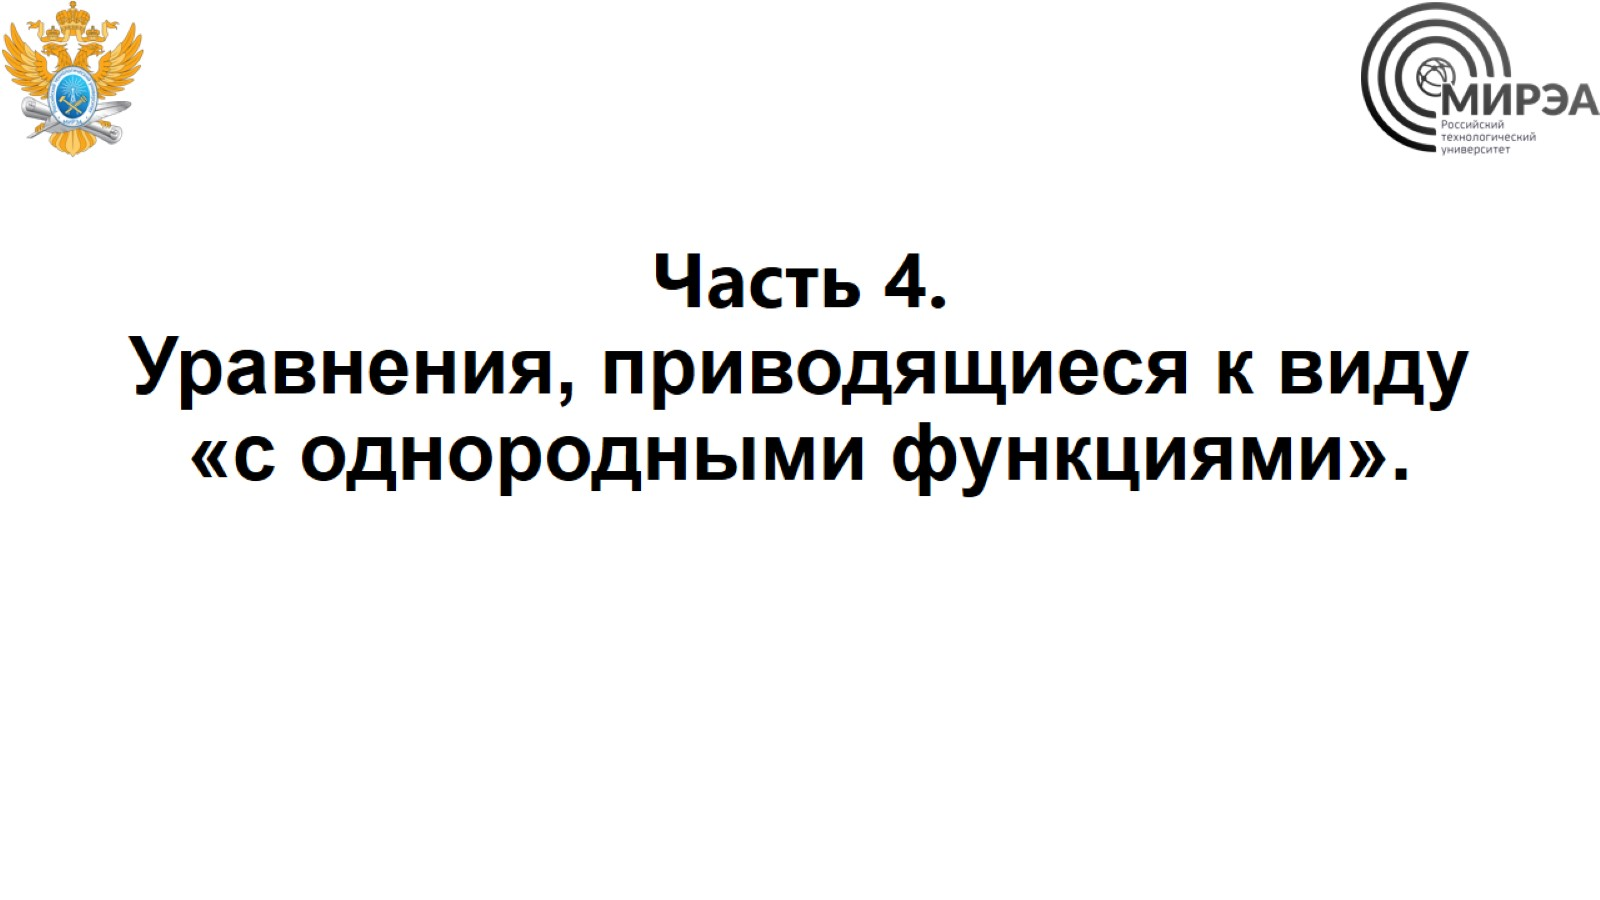 МИРЭА
Российский
технологический
университет
Часть 4.
Уравнения, приводящиеся к виду
«с однородными функциями».